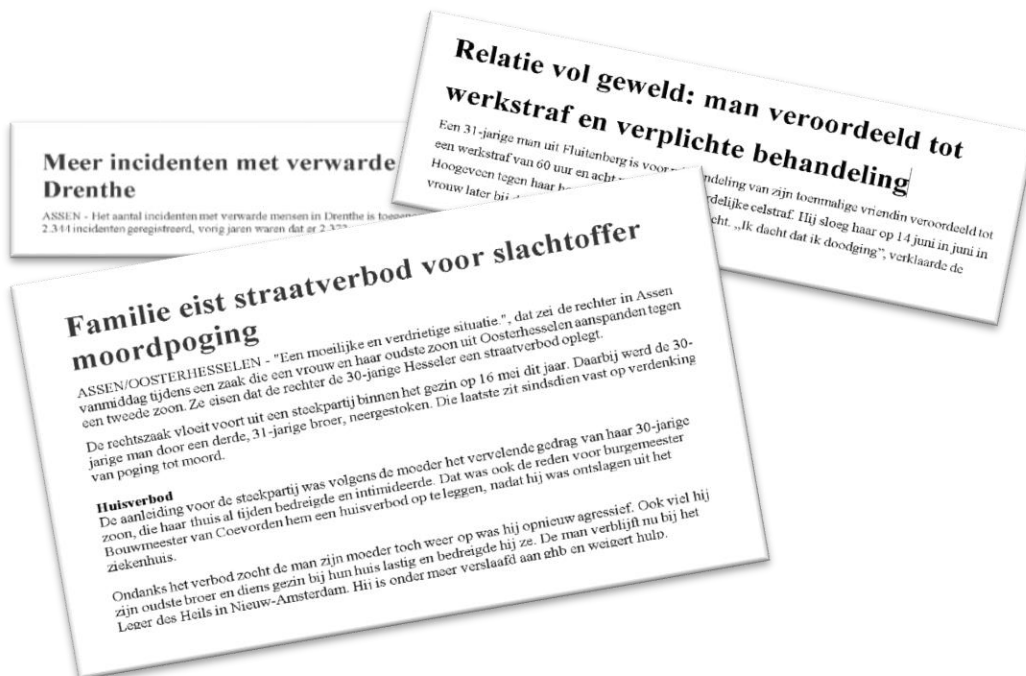 Meer incidenten met verwarde
Drenthe
ASSEN - Het aantal incidenten met verwarde mensen in Drenthe is
2.344 incidenten geregistreerd, vorig jaren waren dat er
Relatie vol geweld: man veroordeeld tot
werkstraf en verplichte behandeling
Een 31-jarige man uit Fluitenberg is voor van zijn toenmalige vriendin veroordeeld tot
een werkstraf van 60 uur en acht celstraf. Hij sloeg haar op 14 juni in juni in
Hoogeveen tegen haar „Ik dacht dat ik doodging”, verklaarde de
vrouw later bij
Familie eist straatverbod voor slachtoffer
moordpoging
ASSEN/OOSTERHESSELEN - "Een moeilijke en verdrietige situatie.", dat zei de rechter in Assen
vanmiddag tijdens een zaak die een vrouw en haar oudste zoon uit Oosterhesselen aanspanden tegen
een tweede zoon. Ze eisen dat de rechter de 30-jarige Hesseler een straatverbod oplegt.
De rechtszaak vloeit voort uit een steekpartij binnen het gezin op 16 mei dit jaar. Daarbij werd de 30-
jarige man door een derde, 31-jarige broer, neergestoken. Die laatste zit sindsdien vast op verdenking
van poging tot moord.
Huisverbod
De aanleiding voor de steekpartij was volgens de moeder het vervelende gedrag van haar 30-jarige
zoon, die haar thuis al tijden bedreigde en intimideerde. Dat was ook de reden voor burgemeester
Bouwmeester van Coevorden hem een huisverbod op te leggen, nadat hij was ontslagen uit het
ziekenhuis.
Ondanks het verbod zocht de man zijn moeder toch weer op was hij opnieuw agressief. Ook viel hij
zijn oudste broer en diens gezin bij hun huis lastig en bedreigde hij ze. De man verblijft nu bij het
Leger des Heils in Nieuw-Amsterdam. Hij is onder meer verslaafd aan ghb en weigert hulp.